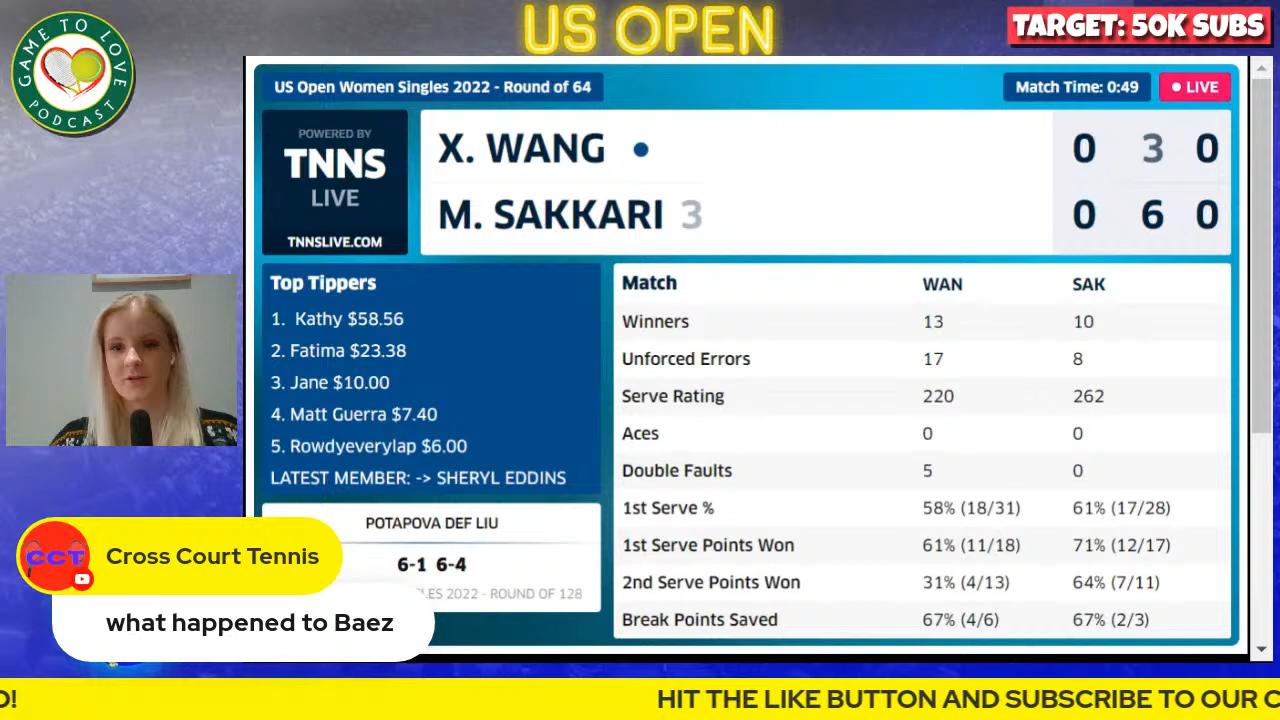 GAME TO LOVE
PODCAST
US OPEN
TARGET: 50K SUBS
US Open Women Singles 2022 - Round of 64
Match Time: 0:49
LIVE
POWERED BY
TNNS
LIVE
TNNSLIVE.COM
X. WANG 0 3 0
M. SAKKARI 3 0 6 0
Top Tippers
1. Kathy $58.56
2. Fatima $23.38
3. Jane $10.00
4. Matt Guerra $7.40
5. Rowdyeverylap $6.00
LATEST MEMBER: -> SHERYL EDDINS
POTAPOVA DEF LIU
6-1 6-4
LES 2022 - ROUND OF 128
Match WAN SAK
Winners 13 10
Unforced Errors 17 8
Serve Rating 220 262
Aces 0 0
Double Faults 5 0
1st Serve % 58% (18/31) 61% (17/28)
1st Serve Points Won 61% (11/18) 71% (12/17)
2nd Serve Points Won 31% (4/13) 64% (7/11)
Break Points Saved 67% (4/6) 67% (2/3)
CCT
Cross Court Tennis
what happened to Baez
O! HIT THE LIKE BUTTON AND SUBSCRIBE TO OUR C